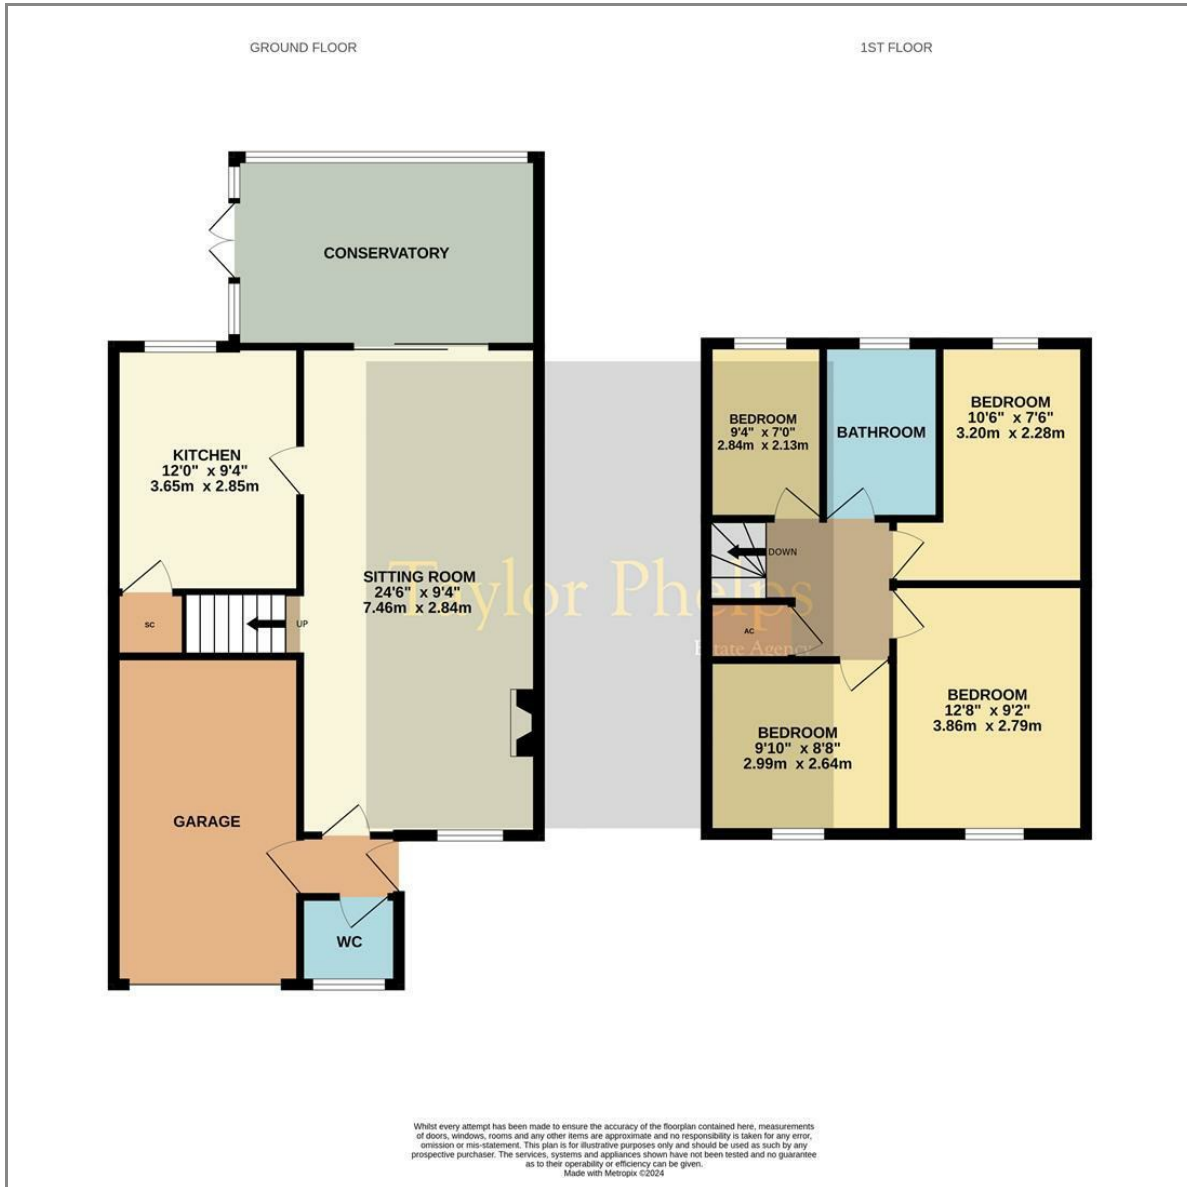 GROUND FLOOR
1ST FLOOR
CONSERVATORY
KITCHEN
12'0" x 9'4"
3.65m x 2.85m
SITTING ROOM
24'6" x 9'4"
7.46m x 2.84m
SC
UP
GARAGE
WC
BEDROOM
9'4" x 7'0"
2.84m x 2.13m
BATHROOM
BEDROOM
10'6" x 7'6"
3.20m x 2.28m
DOWN
AC
BEDROOM
9'10" x 8'8"
2.99m x 2.64m
BEDROOM
12'8" x 9'2"
3.86m x 2.79m
Taylor Phelps
Estate Agency
Whilst every attempt has been made to ensure the accuracy of the floorplan contained here, measurements
of doors, windows, rooms and any other items are approximate and no responsibility is taken for any error,
omission or mis-statement. This plan is for illustrative purposes only and should be used as such by any
prospective purchaser. The services, systems and appliances shown have not been tested and no guarantee
as to their operability or efficiency can be given.
Made with Metropix ©2024